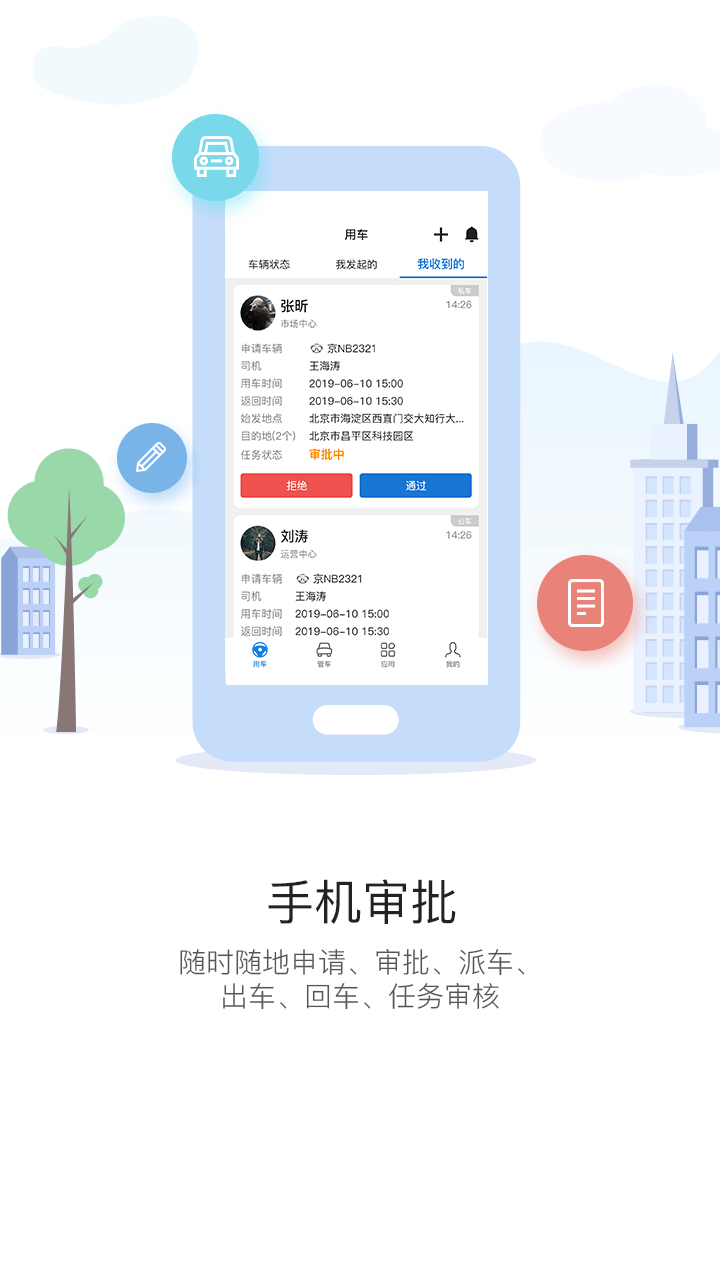 用车
车辆状态 我发起的 我收到的
私车
张昕 14:26
市场中心
申请车辆 京NB2321
司机 王海涛
用车时间 2019-06-10 15:00
返回时间 2019-06-10 15:30
始发地点 北京市海淀区西直门交大知行大...
目的地(2个) 北京市昌平区科技园区
任务状态 审批中
拒绝 通过
公车
刘涛 14:26
运营中心
申请车辆 京NB2321
司机 王海涛
用车时间 2019-06-10 15:00
返回时间 2019-06-10 15:30
用车 管车 应用 我的
手机审批
随时随地申请、审批、派车、
出车、回车、任务审核